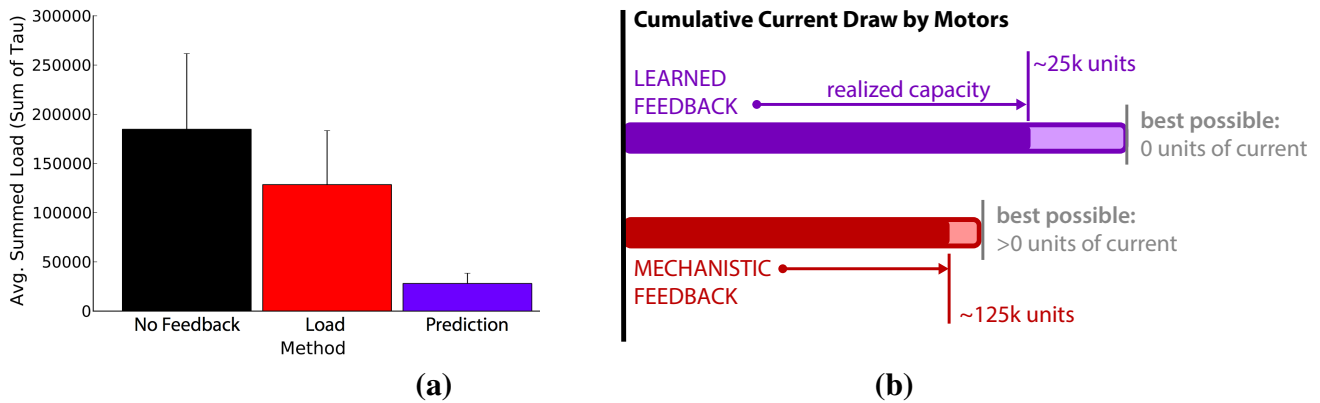 300000
250000
200000
150000
100000
50000
0
Avg. Summed Load (Sum of Tau)
No Feedback
Load
Prediction
Method
(a)
Cumulative Current Draw by Motors
LEARNED
FEEDBACK
realized capacity
~25k units
best possible:
0 units of current
best possible:
>0 units of current
MECHANISTIC
FEEDBACK
~125k units
(b)